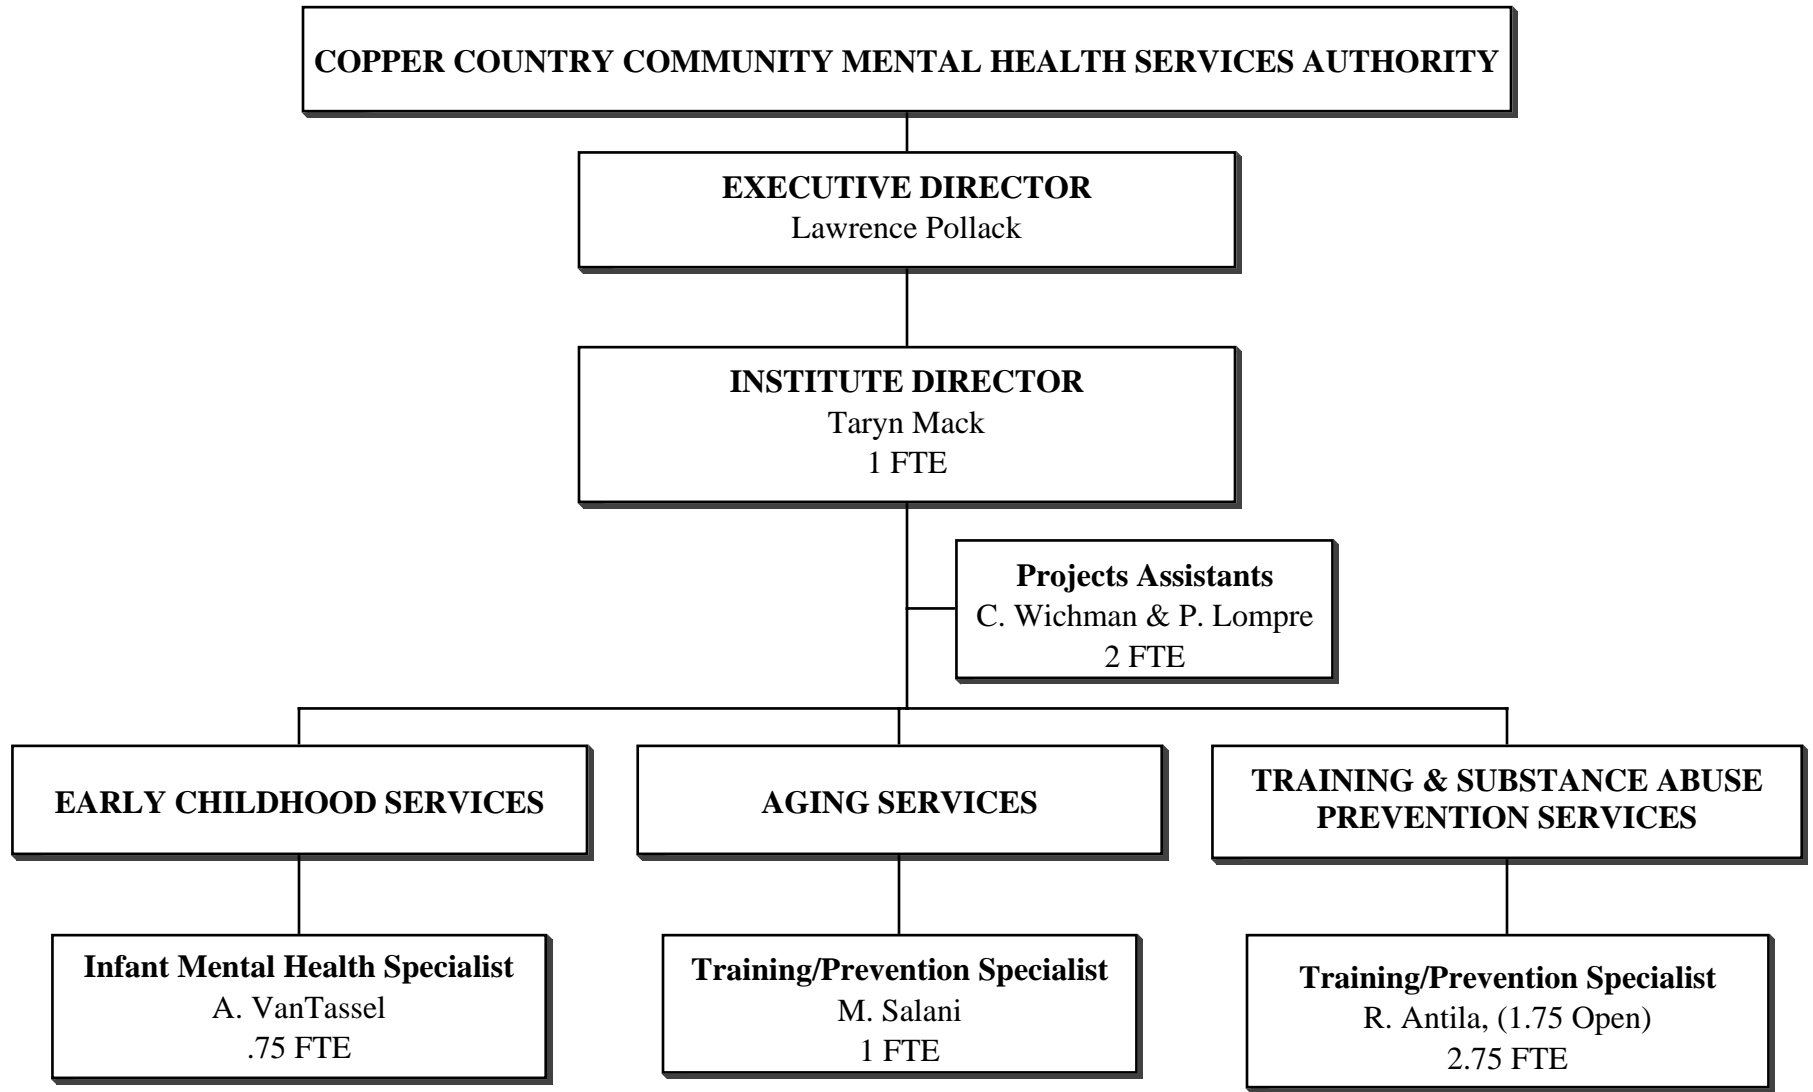 COPPER COUNTRY COMMUNITY MENTAL HEALTH SERVICES AUTHORITY
EXECUTIVE DIRECTOR
Lawrence Pollack
INSTITUTE DIRECTOR
Taryn Mack
1 FTE
Projects Assistants
C. Wichman & P. Lompre
2 FTE
EARLY CHILDHOOD SERVICES
AGING SERVICES
TRAINING & SUBSTANCE ABUSE
PREVENTION SERVICES
Infant Mental Health Specialist
A. VanTassel
.75 FTE
Training/Prevention Specialist
M. Salani
1 FTE
Training/Prevention Specialist
R. Antila, (1.75 Open)
2.75 FTE